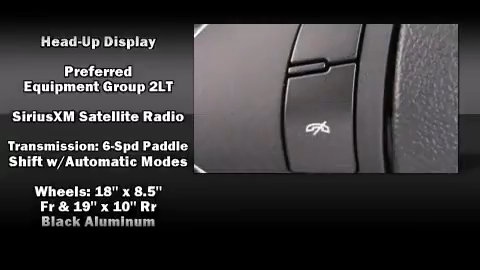 Head-Up Display
Preferred
Equipment Group 2LT
SiriusXM Satellite Radio
Transmission: 6-Spd Paddle
Shift w/Automatic Modes
Wheels: 18" x 8.5"
Fr & 19" x 10" Rr
Black Aluminum